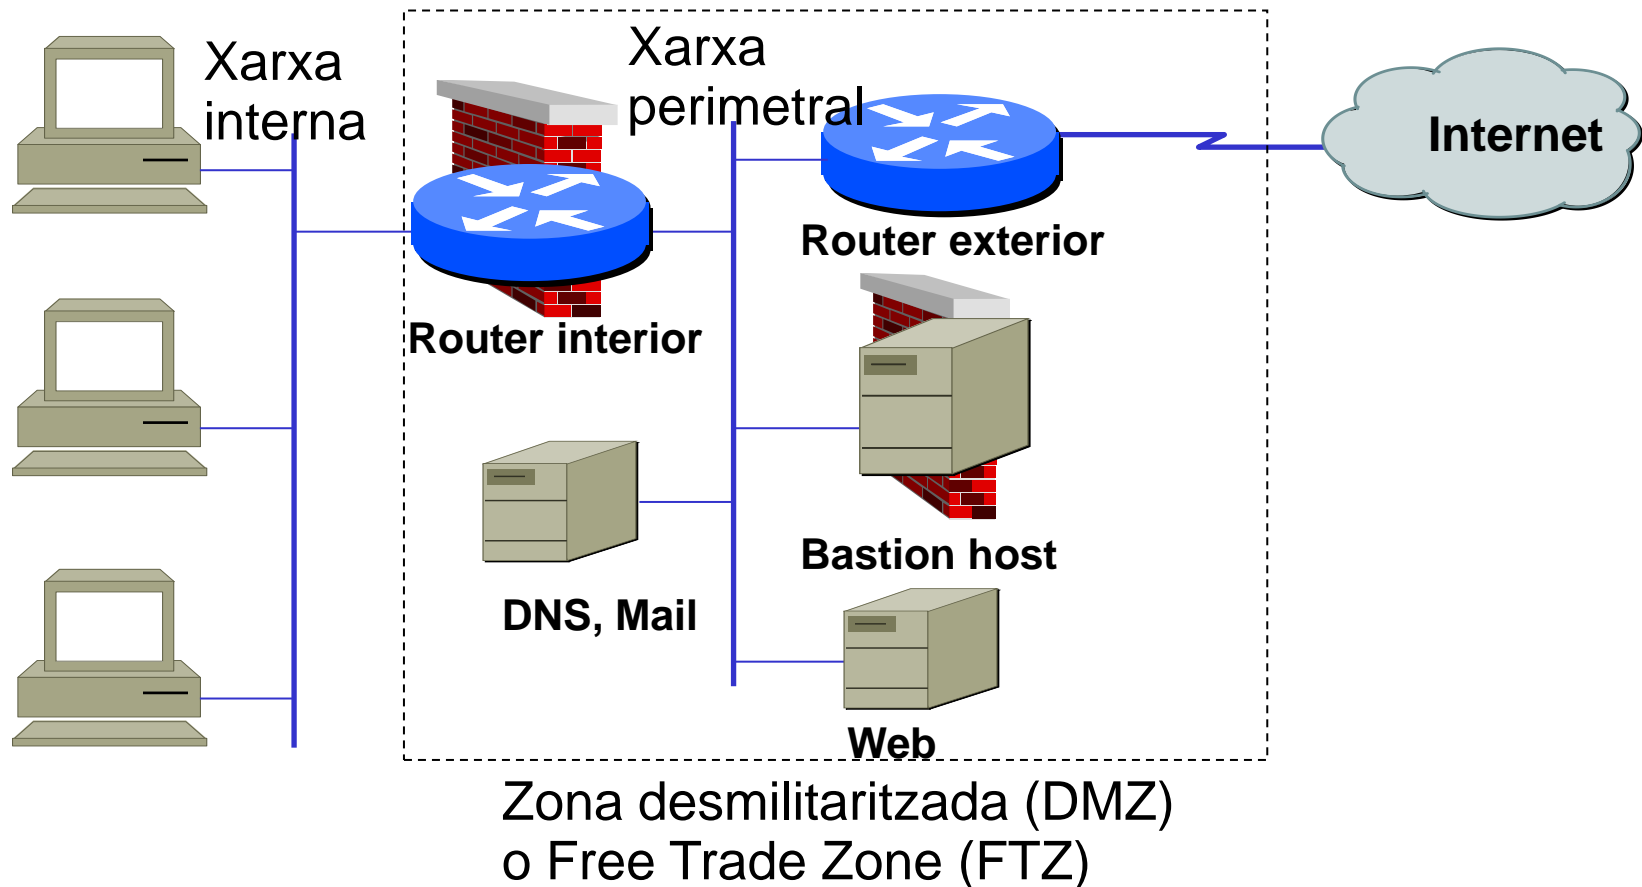 Xarxa
interna
Xarxa
perimetral
Internet
Router exterior
Router interior
Bastion host
DNS, Mail
Web
Zona desmilitaritzada (DMZ)
o Free Trade Zone (FTZ)